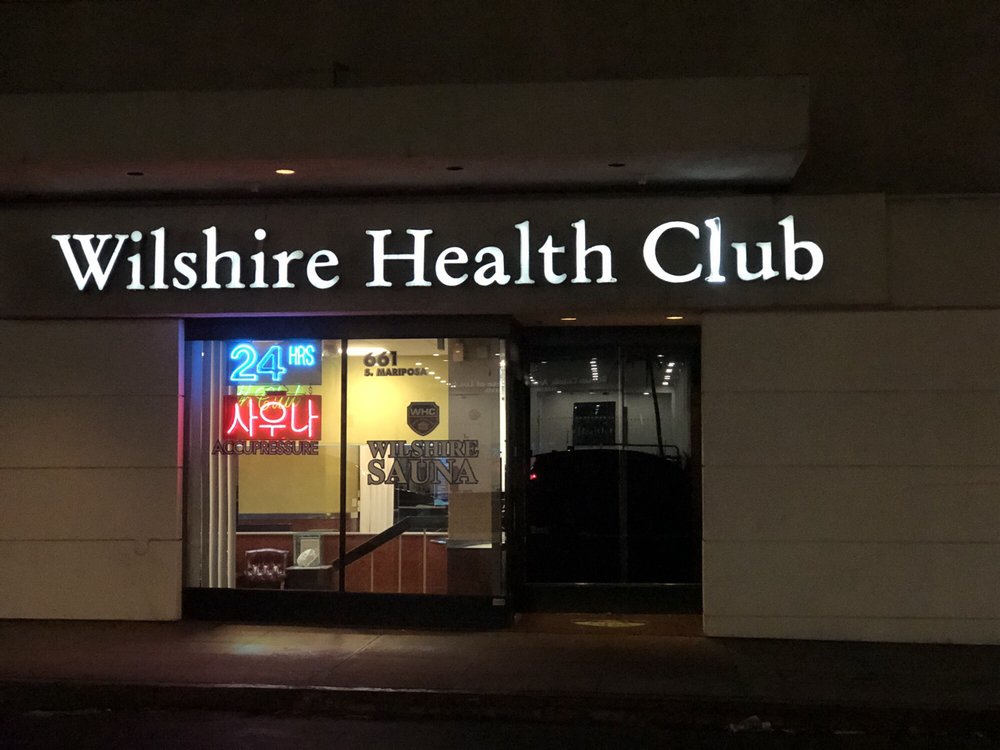 Wilshire Health Club
24 HRS
사우나
ACCUPRESSURE
661
S. MARIPOSA
WHC
WILSHIRE
SAUNA